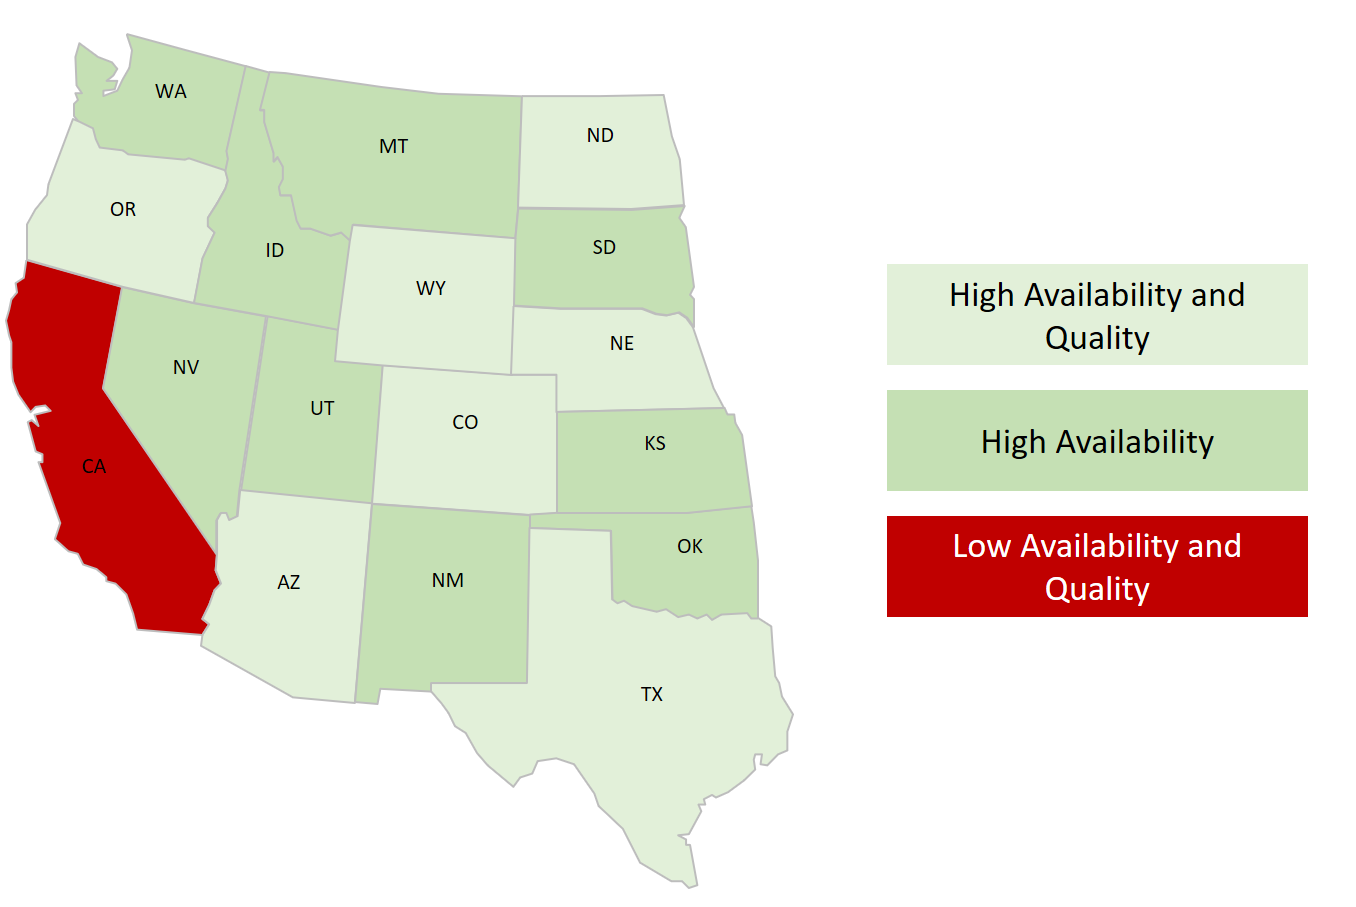 WA
MT
ND
OR
ID
SD
WY
NE
NV
UT
CO
KS
CA
OK
AZ
NM
TX
High Availability and
Quality
High Availability
Low Availability and
Quality